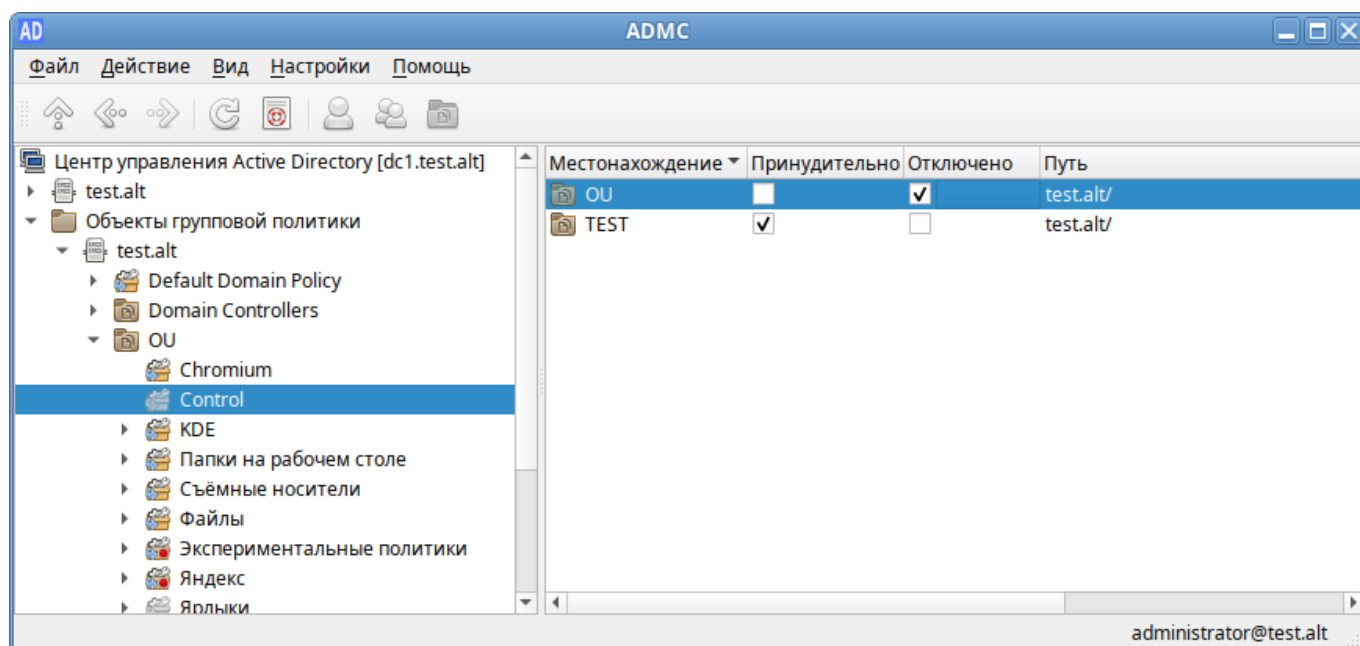 AD ADMC
Файл Действие Вид Настройки Помощь
Центр управления Active Directory [dc1.test.alt]
test.alt
Объекты групповой политики
test.alt
Default Domain Policy
Domain Controllers
OU
Chromium
Control
KDE
Папки на рабочем столе
Съёмные носители
Файлы
Экспериментальные политики
Яндекс
Ярлыки
Местонахождение Принудительно Отключено Путь
OU test.alt/
TEST test.alt/
administrator@test.alt